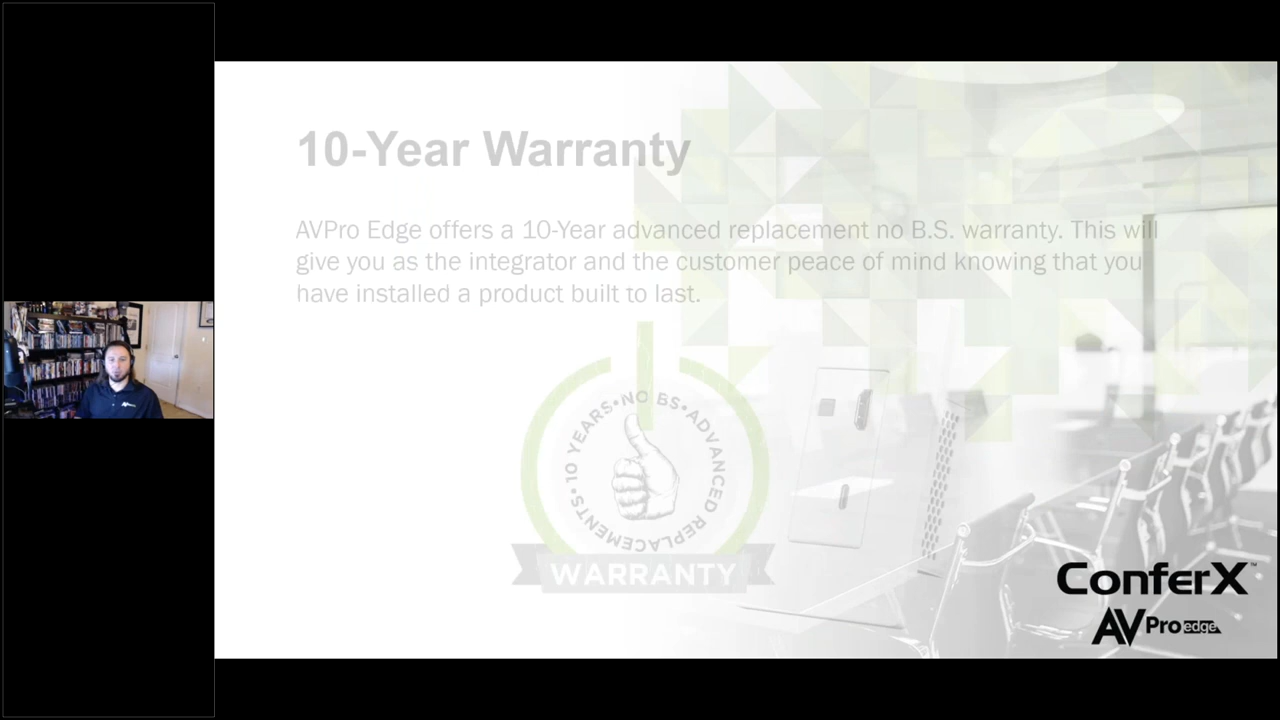 10-Year Warranty
AVPro Edge offers a 10-Year advanced replacement no B.S. warranty. This will
give you as the integrator and the customer peace of mind knowing that you
have installed a product built to last.
10 YEARS•NO BS•ADVANCED REPLACEMENTS•
WARRANTY
ConferX™
AVPro edge